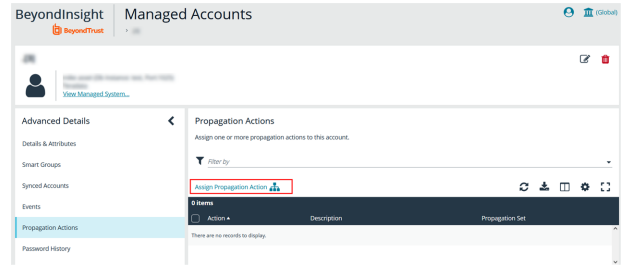 BeyondInsight
BeyondTrust
Managed Accounts
(Global)
View Managed System...
Advanced Details
Details & Attributes
Smart Groups
Synced Accounts
Events
Propagation Actions
Password History
Propagation Actions
Assign one or more propagation actions to this account.
Filter by
Assign Propagation Action
0 items
Action Description Propagation Set
There are no records to display.